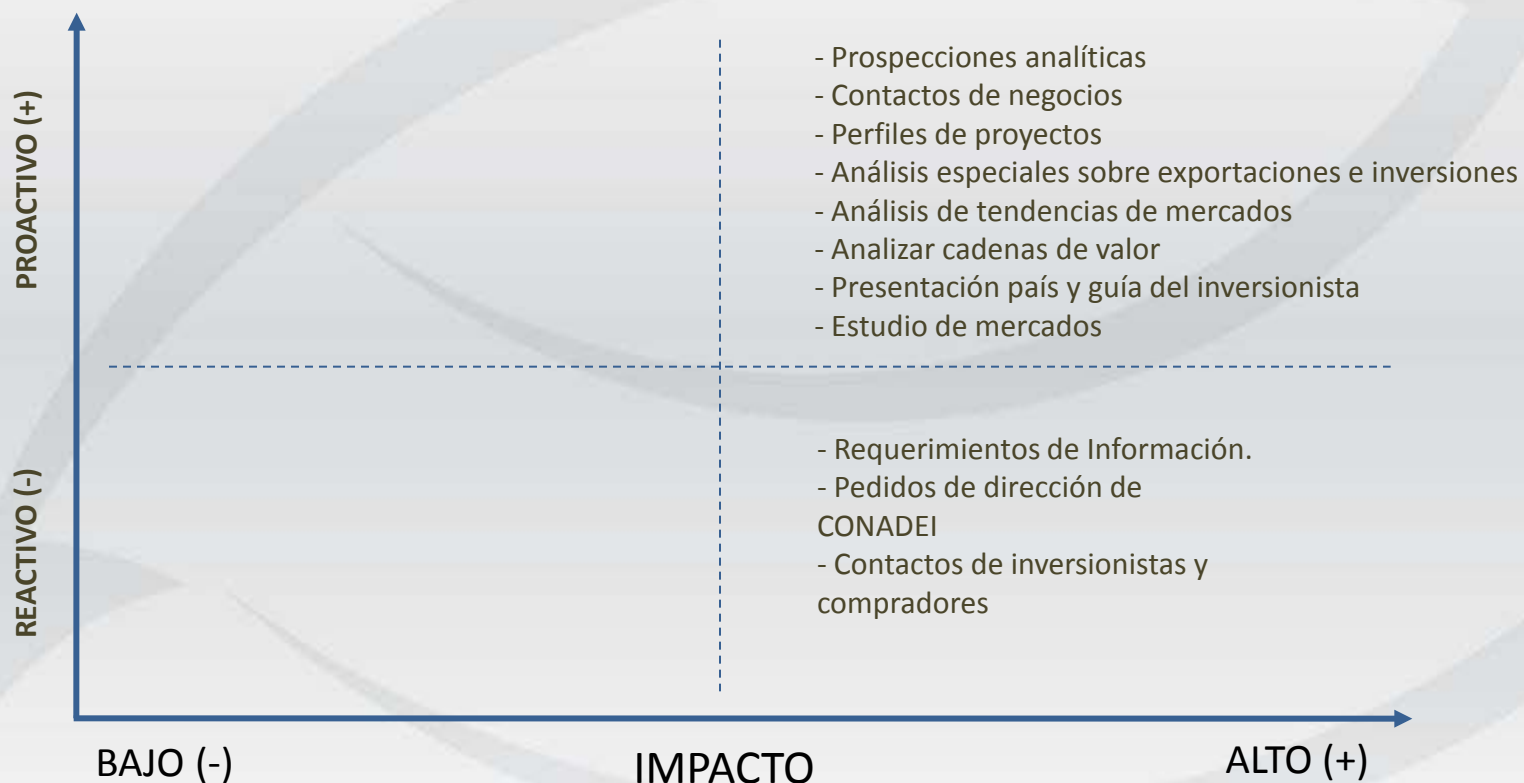 PROACTIVO (+)
- Prospecciones analíticas
- Contactos de negocios
- Perfiles de proyectos
- Análisis especiales sobre exportaciones e inversiones
- Análisis de tendencias de mercados
- Analizar cadenas de valor
- Presentación país y guía del inversionista
- Estudio de mercados
REACTIVO (-)
- Requerimientos de Información.
- Pedidos de dirección de
CONADEI
- Contactos de inversionistas y
compradores
BAJO (-)
IMPACTO
ALTO (+)